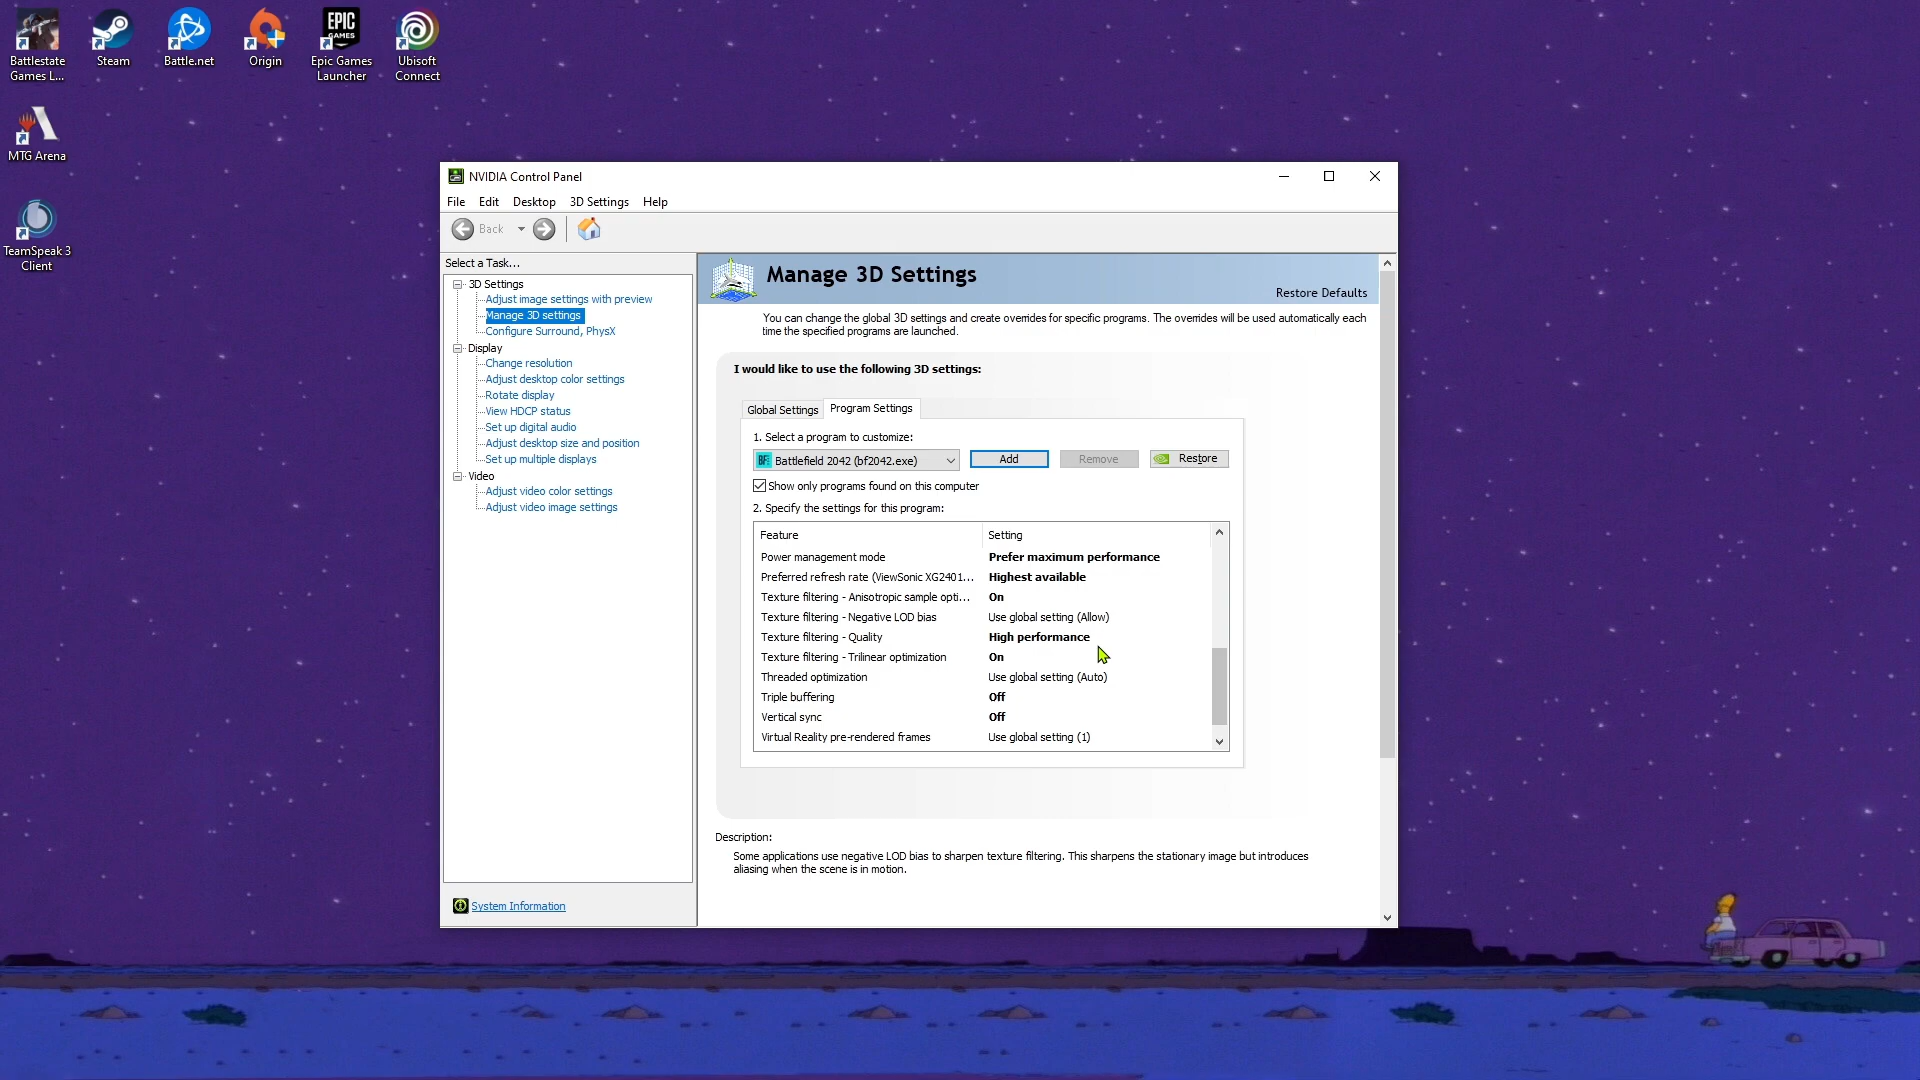 Battlestate
Games L...
Steam
Battle.net
Origin
EPIC
GAMES
Epic Games
Launcher
Ubisoft
Connect
MTG Arena
TeamSpeak 3
Client
NVIDIA Control Panel
File Edit Desktop 3D Settings Help
Back
Select a Task...
3D Settings
Adjust image settings with preview
Manage 3D settings
Configure Surround, PhysX
Display
Change resolution
Adjust desktop color settings
Rotate display
View HDCP status
Set up digital audio
Adjust desktop size and position
Set up multiple displays
Video
Adjust video color settings
Adjust video image settings
System Information
Manage 3D Settings
Restore Defaults
You can change the global 3D settings and create overrides for specific programs. The overrides will be used automatically each
time the specified programs are launched.
I would like to use the following 3D settings:
Global Settings Program Settings
1. Select a program to customize:
BF Battlefield 2042 (bf2042.exe) Add Remove Restore
Show only programs found on this computer
2. Specify the settings for this program:
Feature Setting
Power management mode Prefer maximum performance
Preferred refresh rate (ViewSonic XG2401... Highest available
Texture filtering - Anisotropic sample opti... On
Texture filtering - Negative LOD bias Use global setting (Allow)
Texture filtering - Quality High performance
Texture filtering - Trilinear optimization On
Threaded optimization Use global setting (Auto)
Triple buffering Off
Vertical sync Off
Virtual Reality pre-rendered frames Use global setting (1)
Description:
Some applications use negative LOD bias to sharpen texture filtering. This sharpens the stationary image but introduces
aliasing when the scene is in motion.